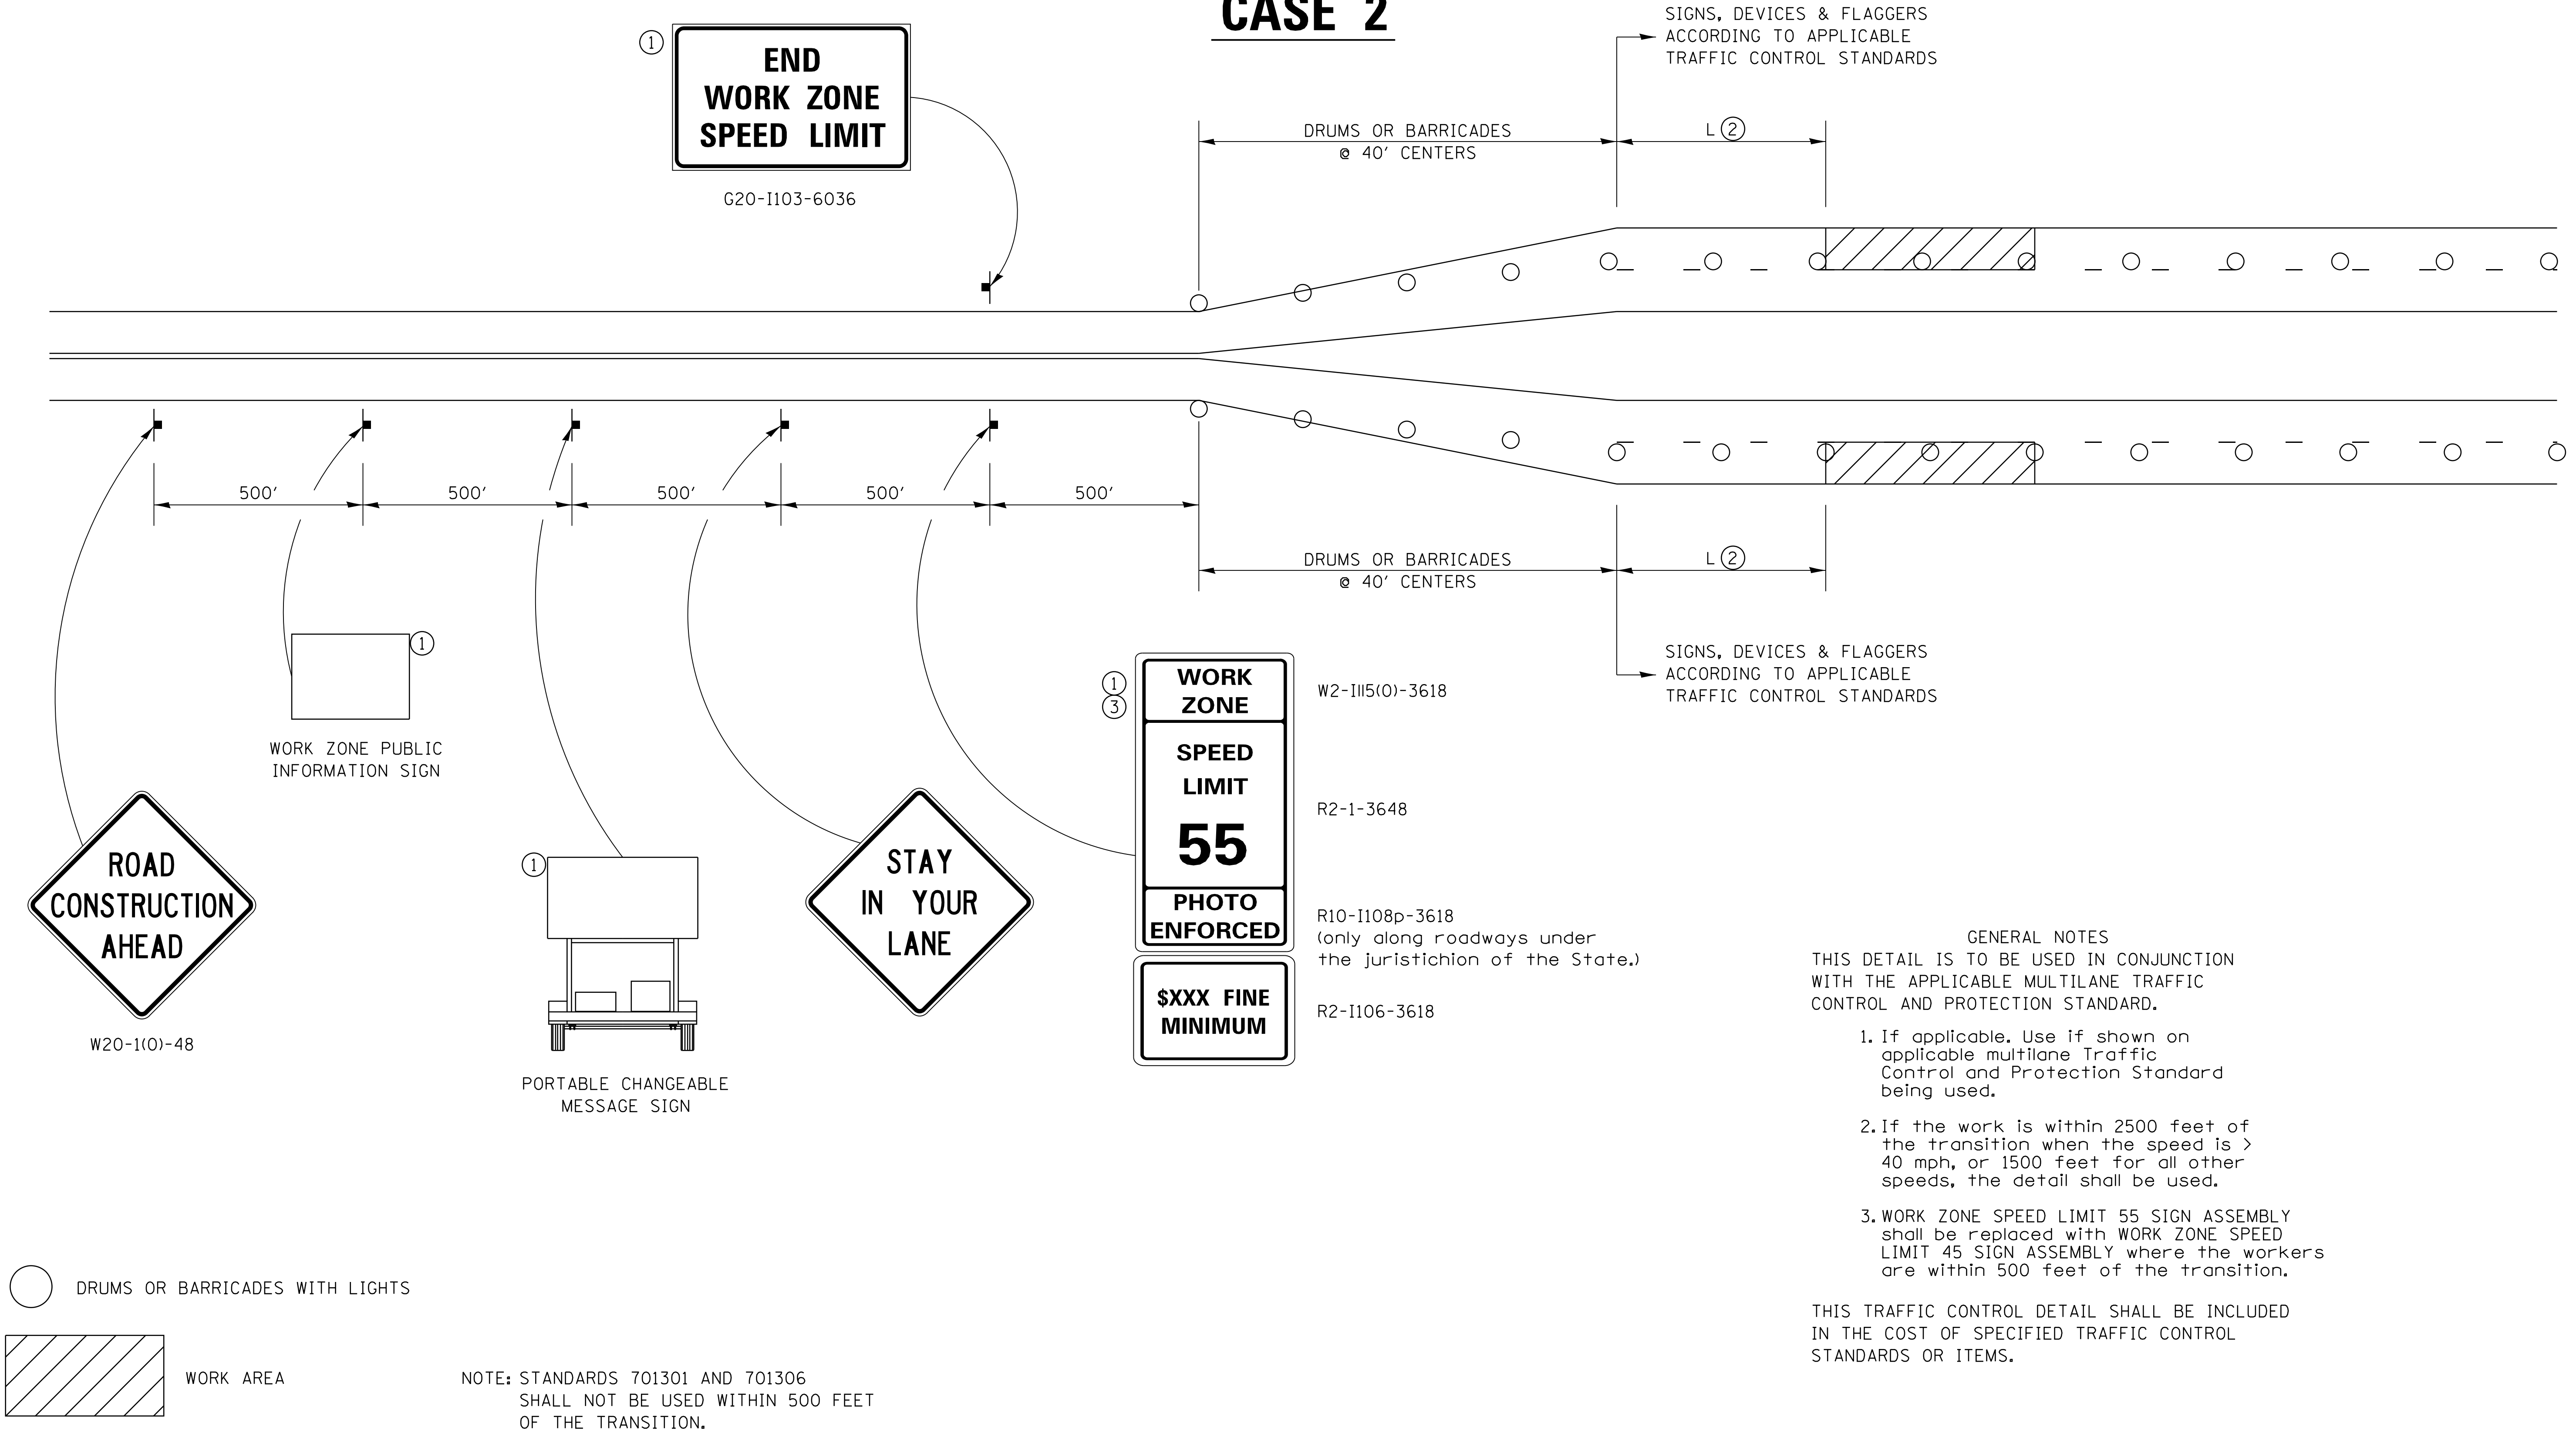 CASE 2
SIGNS, DEVICES & FLAGGERS
ACCORDING TO APPLICABLE
TRAFFIC CONTROL STANDARDS
1
END
WORK ZONE
SPEED LIMIT
G20-I103-6036
DRUMS OR BARRICADES
@ 40' CENTERS
L 2
500'
500'
500'
500'
500'
DRUMS OR BARRICADES
@ 40' CENTERS
L 2
SIGNS, DEVICES & FLAGGERS
ACCORDING TO APPLICABLE
TRAFFIC CONTROL STANDARDS
1
WORK ZONE PUBLIC
INFORMATION SIGN
ROAD
CONSTRUCTION
AHEAD
W20-1(O)-48
1
PORTABLE CHANGEABLE
MESSAGE SIGN
STAY
IN YOUR
LANE
1
3
WORK
ZONE
W2-I115(O)-3618
SPEED
LIMIT
55
R2-1-3648
PHOTO
ENFORCED
R10-I108p-3618
(only along roadways under
the juristichion of the State.)
$XXX FINE
MINIMUM
R2-I106-3618
GENERAL NOTES
THIS DETAIL IS TO BE USED IN CONJUNCTION
WITH THE APPLICABLE MULTILANE TRAFFIC
CONTROL AND PROTECTION STANDARD.
1. If applicable. Use if shown on
applicable multilane Traffic
Control and Protection Standard
being used.
2. If the work is within 2500 feet of
the transition when the speed is >
40 mph, or 1500 feet for all other
speeds, the detail shall be used.
3. WORK ZONE SPEED LIMIT 55 SIGN ASSEMBLY
shall be replaced with WORK ZONE SPEED
LIMIT 45 SIGN ASSEMBLY where the workers
are within 500 feet of the transition.
THIS TRAFFIC CONTROL DETAIL SHALL BE INCLUDED
IN THE COST OF SPECIFIED TRAFFIC CONTROL
STANDARDS OR ITEMS.
DRUMS OR BARRICADES WITH LIGHTS
WORK AREA
NOTE: STANDARDS 701301 AND 701306
SHALL NOT BE USED WITHIN 500 FEET
OF THE TRANSITION.